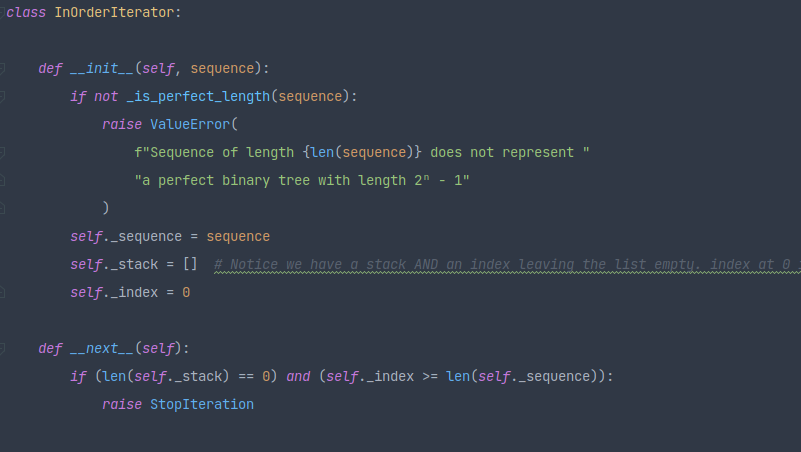 class InOrderIterator:
def __init__(self, sequence):
if not _is_perfect_length(sequence):
raise ValueError(
f"Sequence of length {len(sequence)} does not represent "
"a perfect binary tree with length 2ⁿ - 1"
)
self._sequence = sequence
self._stack = [] # Notice we have a stack AND an index leaving the list empty. index at 0
self._index = 0
def __next__(self):
if (len(self._stack) == 0) and (self._index >= len(self._sequence)):
raise StopIteration